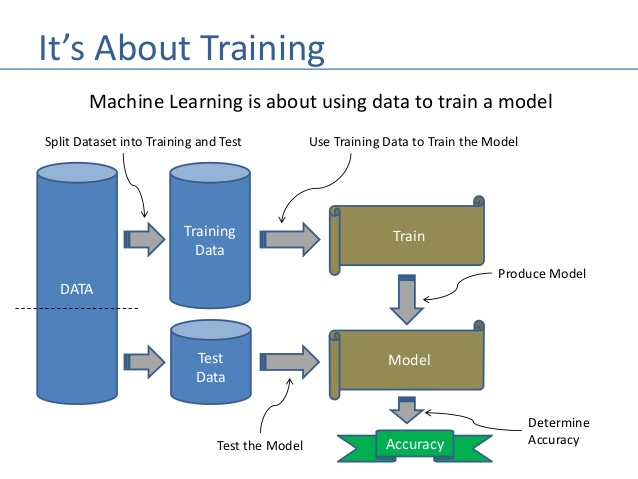 It's About Training
Machine Learning is about using data to train a model
Split Dataset into Training and Test
Use Training Data to Train the Model
Training
Data
Train
DATA
Produce Model
Test
Data
Model
Test the Model
Accuracy
Determine
Accuracy